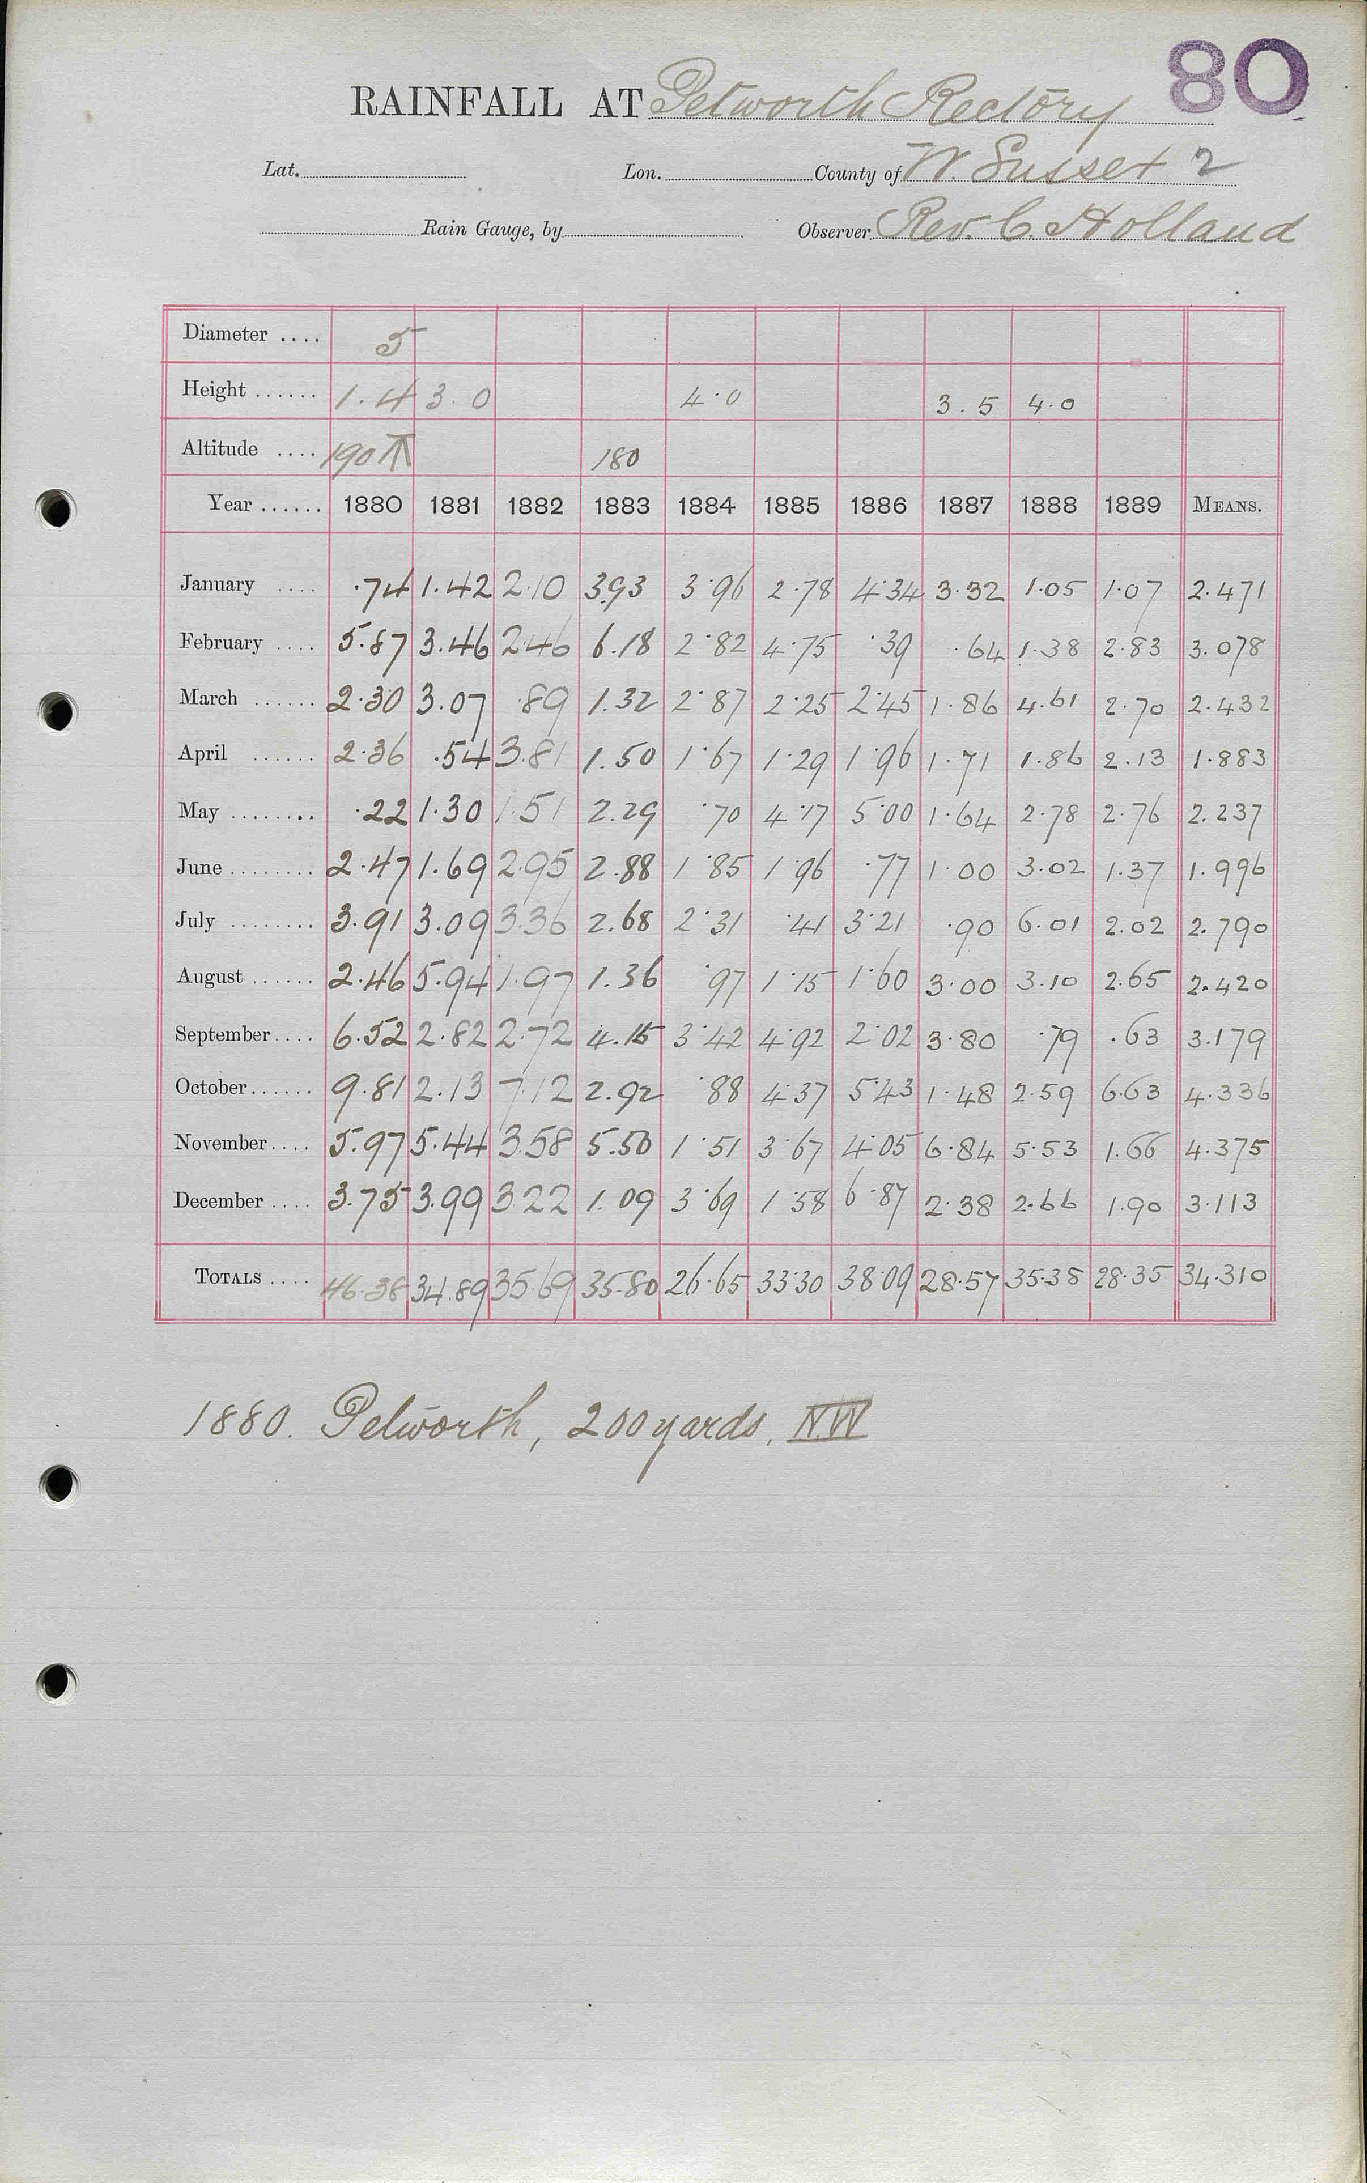 80
RAINFALL AT Petworth Rectory
Lat. Lon. County of W. Sussex 2
Rain Gauge, by Observer Rev. C. Holland
Diameter .... 5
Height ...... 1.4 3.0 4.0 3.5 4.0
Altitude .... 190 180
Year ...... 1880 1881 1882 1883 1884 1885 1886 1887 1888 1889 MEANS.
January .... .74 1.42 2.10 3.93 3.96 2.78 4.34 3.32 1.05 1.07 2.471
February .... 5.87 3.46 2.46 6.18 2.82 4.75 .39 .64 1.38 2.83 3.078
March ...... 2.30 3.07 .89 1.32 2.87 2.25 2.45 1.86 4.61 2.70 2.432
April ...... 2.36 .54 3.81 1.50 1.67 1.29 1.96 1.71 1.86 2.13 1.883
May ........ .22 1.30 1.51 2.29 .70 4.17 5.00 1.64 2.78 2.76 2.237
June ........ 2.47 1.69 2.95 2.88 1.85 1.96 .77 1.00 3.02 1.37 1.996
July ........ 3.91 3.09 3.36 2.68 2.31 .41 3.21 .90 6.01 2.02 2.790
August ...... 2.46 5.94 1.97 1.36 .97 1.15 1.60 3.00 3.10 2.65 2.420
September .... 6.52 2.82 2.72 4.15 3.42 4.92 2.02 3.80 .79 .63 3.179
October ...... 9.81 2.13 7.12 2.92 .88 4.37 5.43 1.48 2.59 6.63 4.336
November .... 5.97 5.44 3.58 5.50 1.51 3.67 4.05 6.84 5.53 1.66 4.375
December .... 3.75 3.99 3.22 1.09 3.69 1.58 6.87 2.38 2.66 1.90 3.113
TOTALS .... 46.38 34.89 35.69 35.80 26.65 33.30 38.09 28.57 35.38 28.35 34.310
1880. Petworth, 200 yards, NW